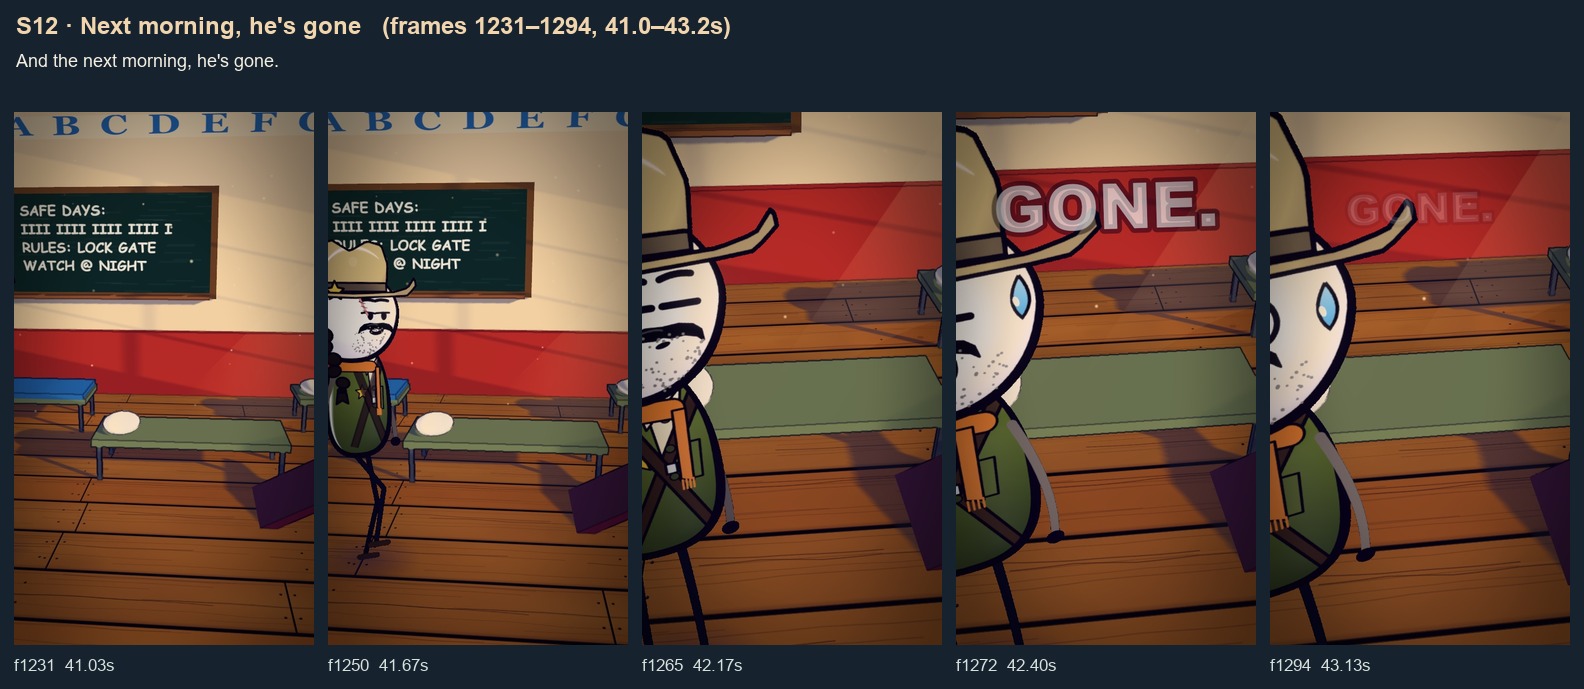 S12 · Next morning, he's gone (frames 1231–1294, 41.0–43.2s)
And the next morning, he's gone.
A B C D E F
SAFE DAYS:
IIII IIII IIII IIII I
RULES: LOCK GATE
WATCH @ NIGHT
A B C D E F
SAFE DAYS:
IIII IIII IIII IIII I
LOCK GATE
@ NIGHT
GONE.
GONE.
f1231 41.03s
f1250 41.67s
f1265 42.17s
f1272 42.40s
f1294 43.13s